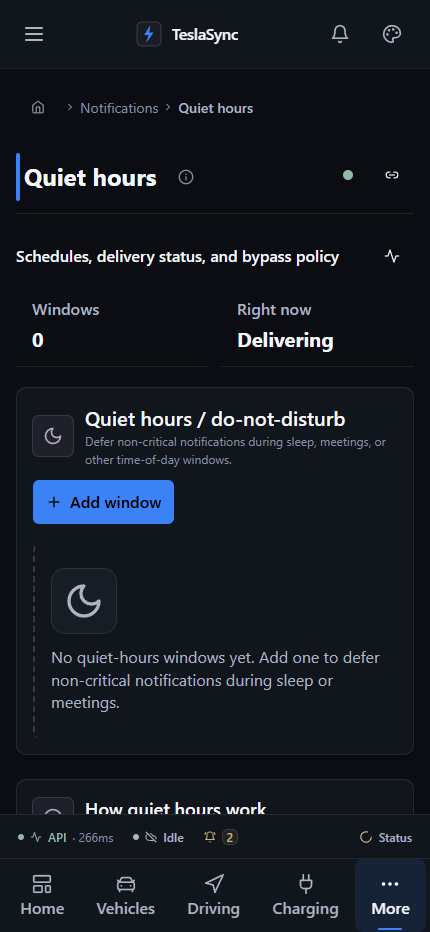 TeslaSync
Notifications
Quiet hours
Quiet hours
Schedules, delivery status, and bypass policy
Windows
0
Right now
Delivering
Quiet hours / do-not-disturb
Defer non-critical notifications during sleep, meetings, or
other time-of-day windows.
+ Add window
No quiet-hours windows yet. Add one to defer
non-critical notifications during sleep or
meetings.
How quiet hours work
API · 266ms
Idle
2
Status
Home
Vehicles
Driving
Charging
More